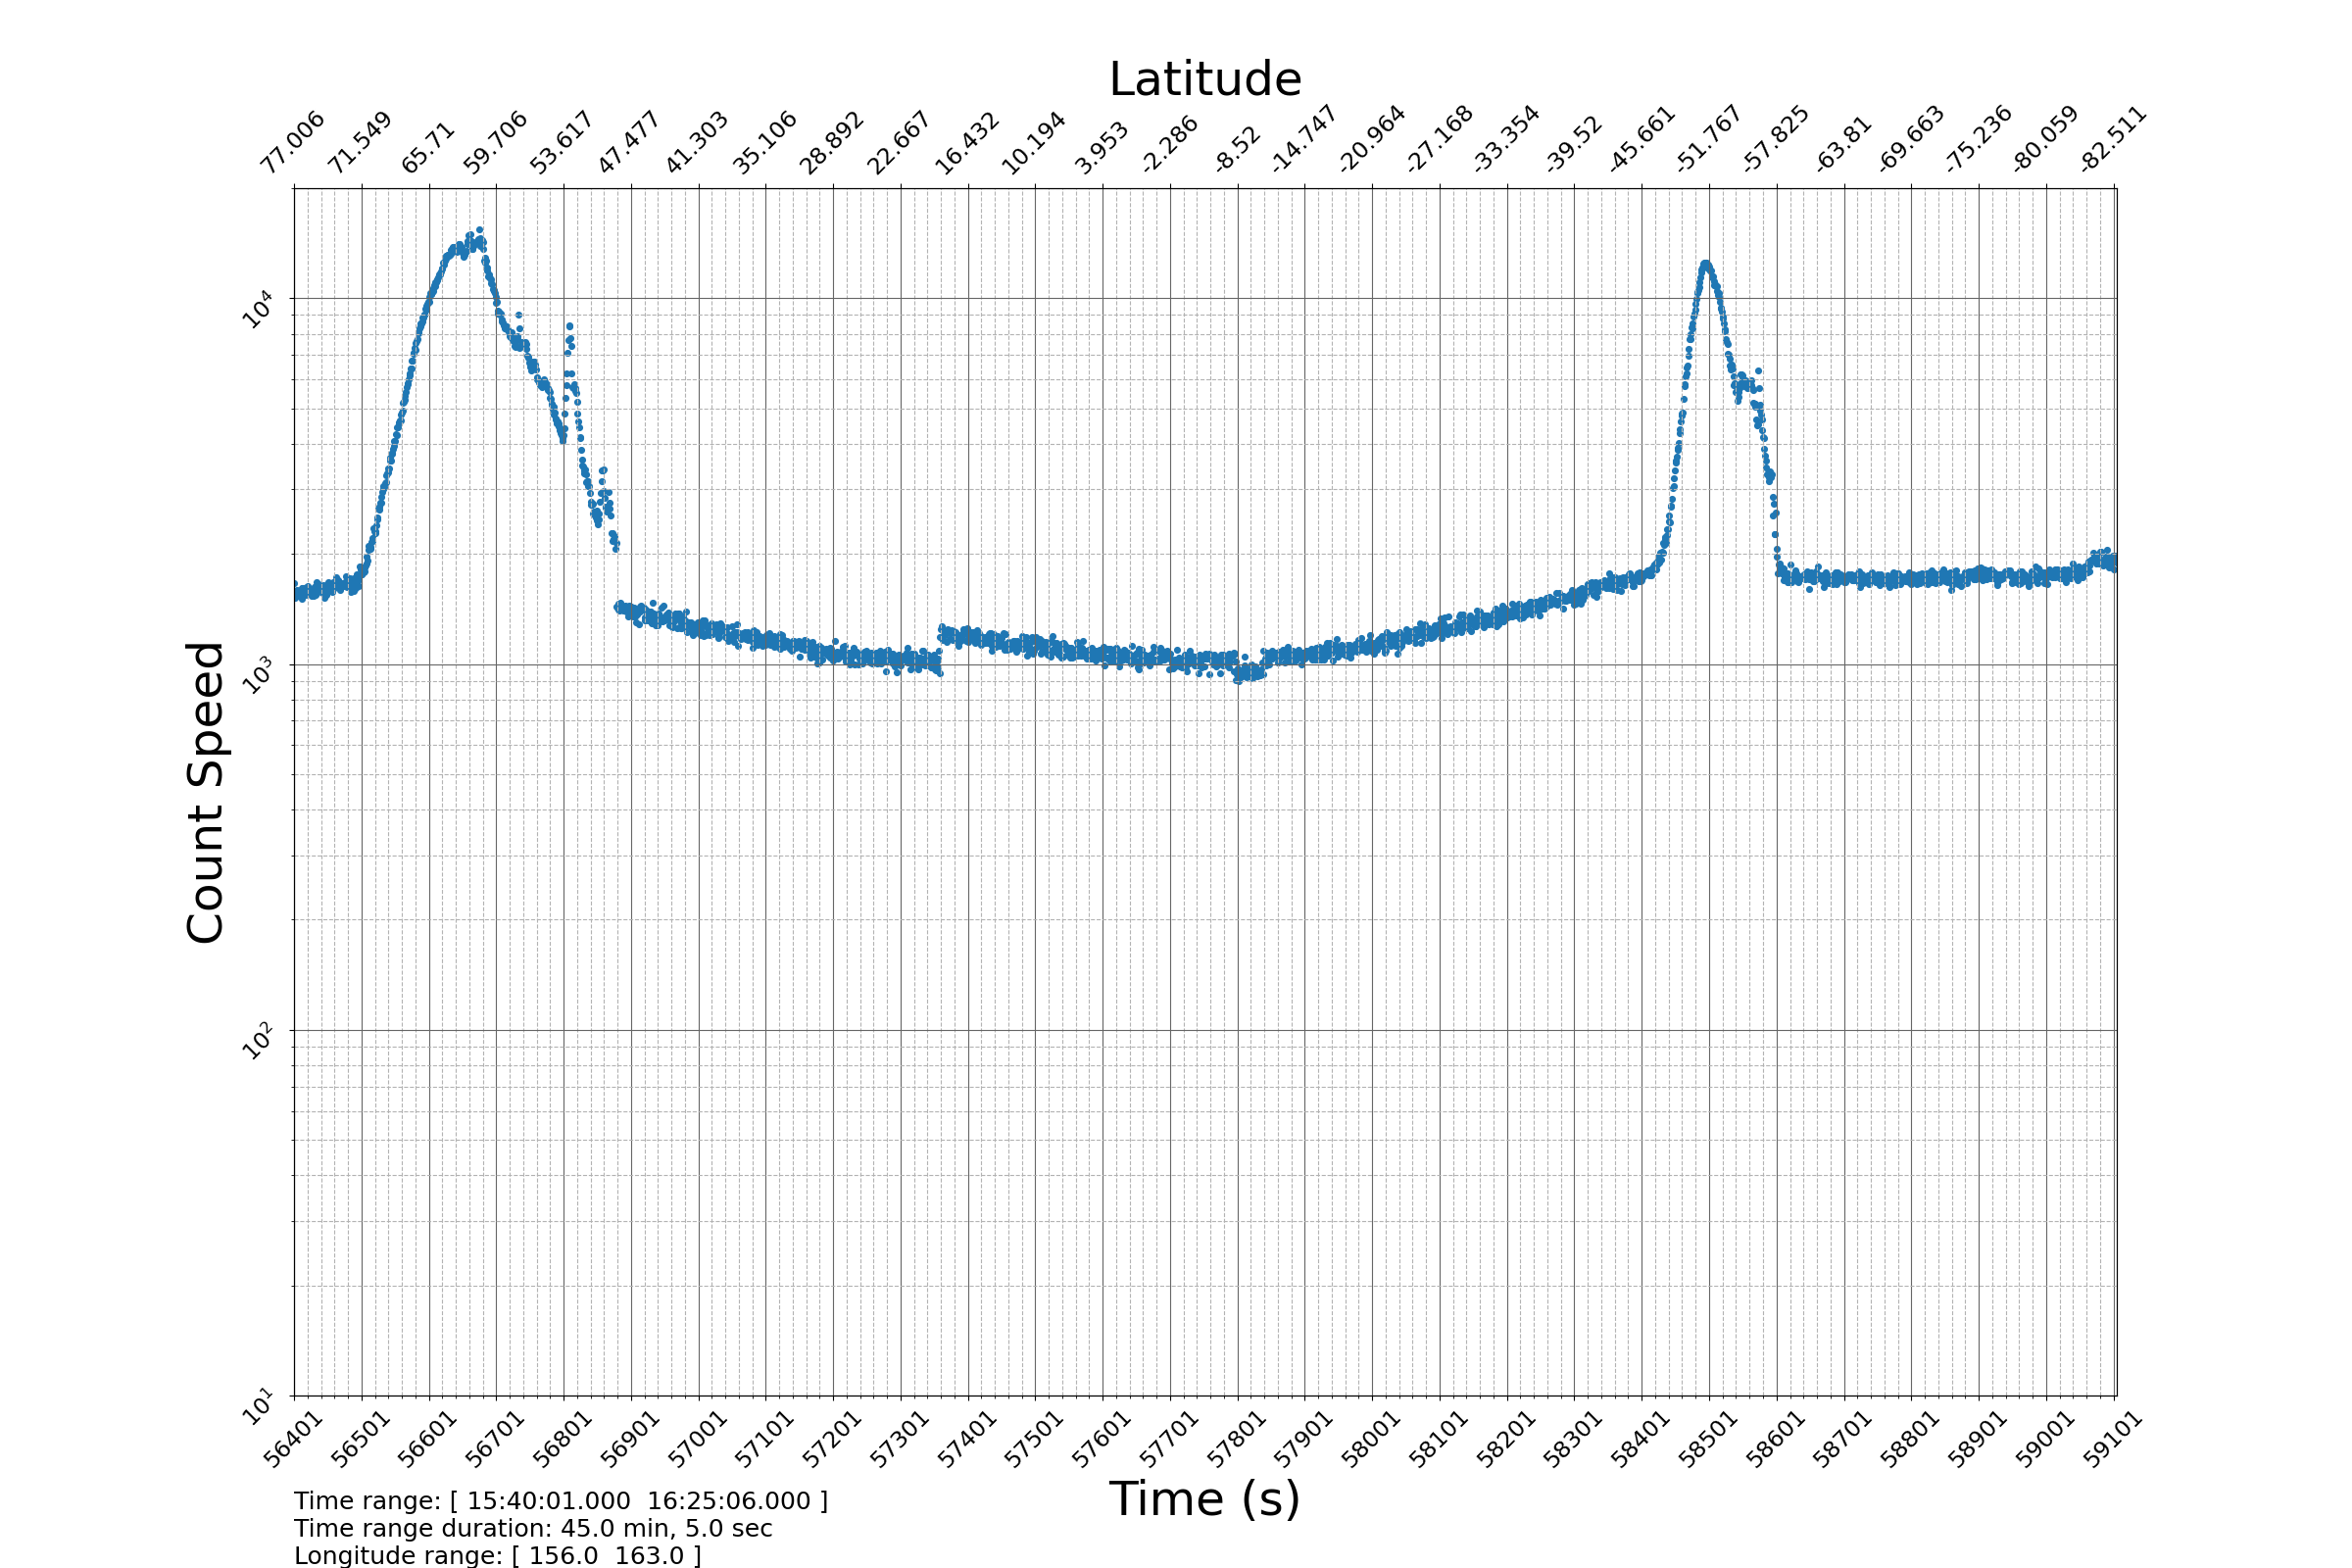 Latitude
77.006 71.549 65.71 59.706 53.617 47.477 41.303 35.106 28.892 22.667 16.432 10.194 3.953 -2.286 -8.52 -14.747 -20.964 -27.168 -33.354 -39.52 -45.661 -51.767 -57.825 -63.81 -69.663 -75.236 -80.059 -82.511
10⁴
10³
Count Speed
10²
10¹
56401 56501 56601 56701 56801 56901 57001 57101 57201 57301 57401 57501 57601 57701 57801 57901 58001 58101 58201 58301 58401 58501 58601 58701 58801 58901 59001 59101
Time (s)
Time range: [ 15:40:01.000  16:25:06.000 ]
Time range duration: 45.0 min, 5.0 sec
Longitude range: [ 156.0  163.0 ]